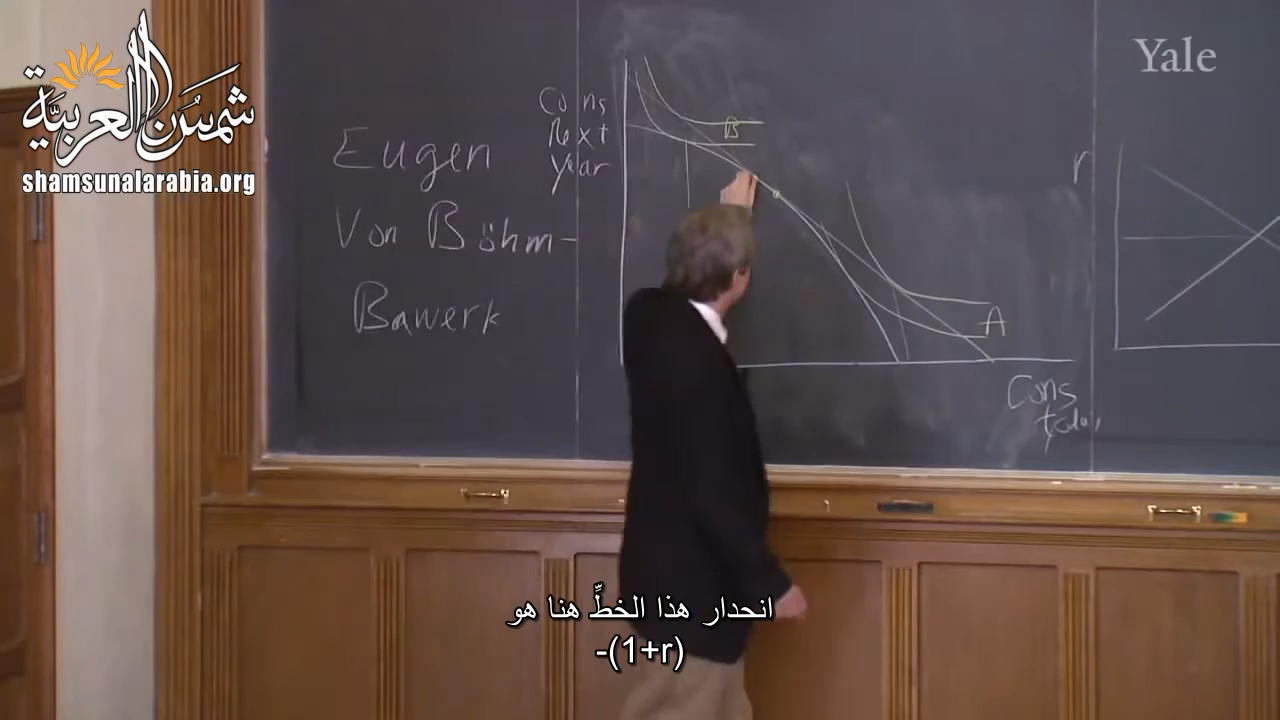 شمس العربية
shamsunalarabia.org
Yale
Eugen
Von Böhm-
Bawerk
Cons
Next
year
B
A
Cons
today
r
انحدار هذا الخطِّ هنا هو
-(1+r)